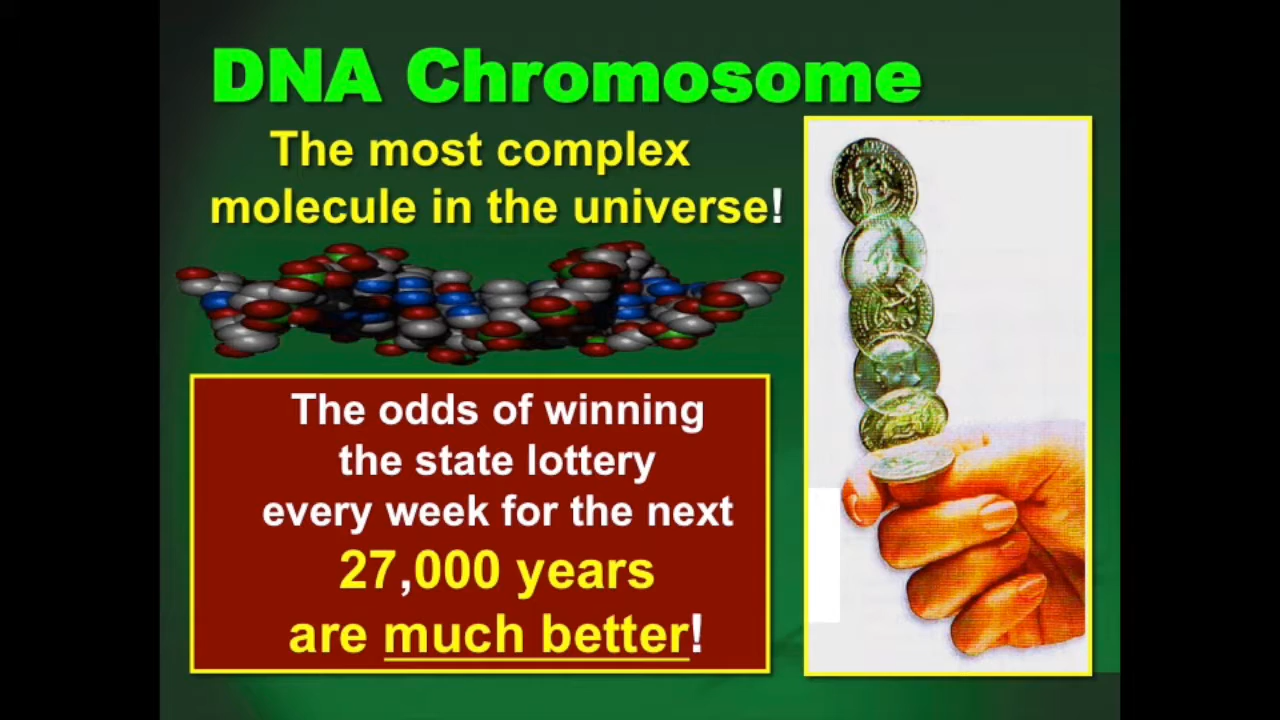 DNA Chromosome
The most complex
molecule in the universe!
The odds of winning
the state lottery
every week for the next
27,000 years
are much better!